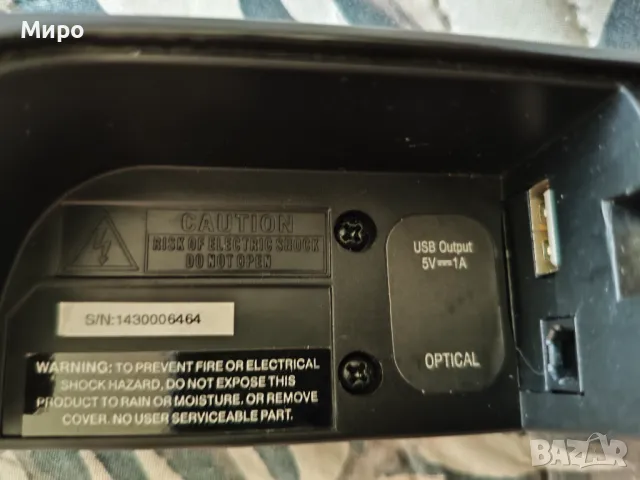 Миро
CAUTION
RISK OF ELECTRIC SHOCK
DO NOT OPEN
USB Output
5V⎓1A
S/N:1430006464
OPTICAL
WARNING: TO PREVENT FIRE OR ELECTRICAL
SHOCK HAZARD, DO NOT EXPOSE THIS
PRODUCT TO RAIN OR MOISTURE. OR REMOVE
COVER. NO USER SERVICEABLE PART.
BAZAR